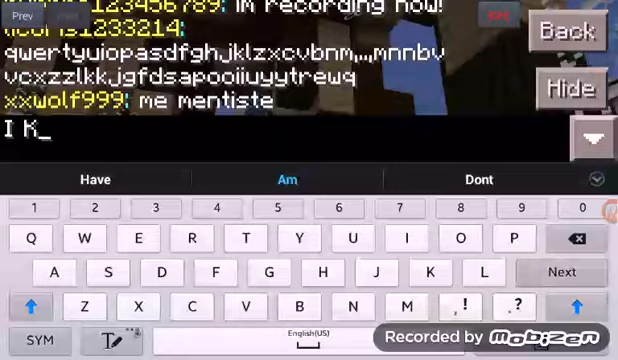 Prev
REC
123456789: im recording now!
1233214:
qwertyuiopasdfghjklzxcvbnm,,,mnnbv
vcxzzlkkjgfdsapooiiuyytrewq
xxwolf999: me mentiste
I K_
Back
Hide
Have Am Dont
1 2 3 4 5 6 7 8 9 0
Q W E R T Y U I O P
A S D F G H J K L Next
Z X C V B N M , ! . ?
SYM T English(US)
Recorded by Mobizen